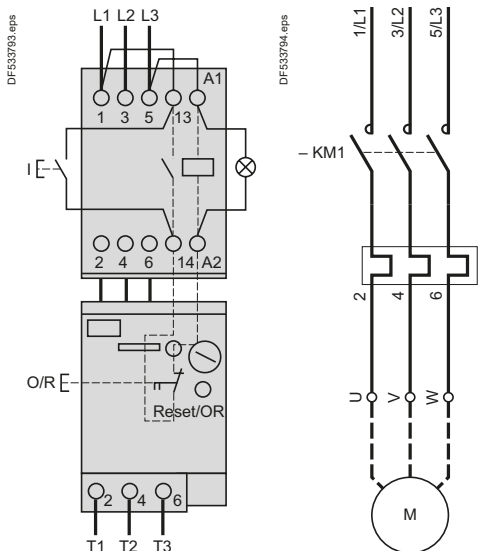 DF533793.eps
L1 L2 L3
A1
1 3 5 13
I
2 4 6 14 A2
O/R
Reset/OR
2 4 6
T1 T2 T3
DF533794.eps
1/L1 3/L2 5/L3
– KM1
2 4 6
U V W
M